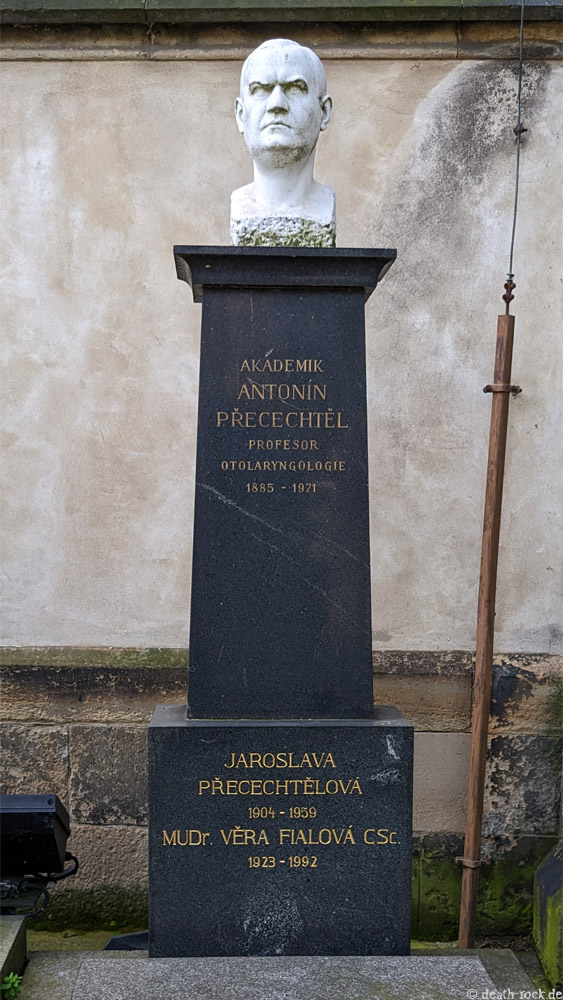 AKADEMIK
ANTONÍN
PŘECECHTĚL
PROFESOR
OTOLARYNGOLOGIE
1885 - 1971
JAROSLAVA
PŘECECHTĚLOVÁ
1904 - 1959
MUDr. VĚRA FIALOVÁ CSc.
1923 - 1992
© death-rock.de